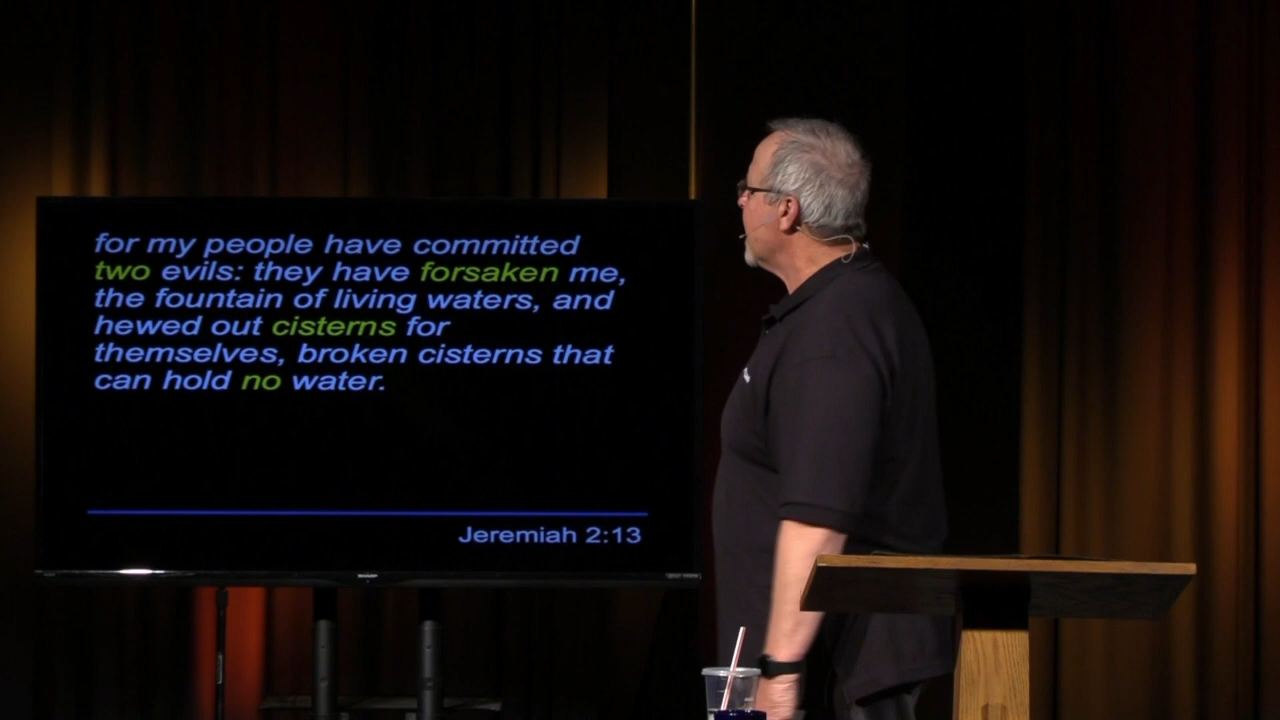 for my people have committed
two evils: they have forsaken me,
the fountain of living waters, and
hewed out cisterns for
themselves, broken cisterns that
can hold no water.
Jeremiah 2:13
SHARP